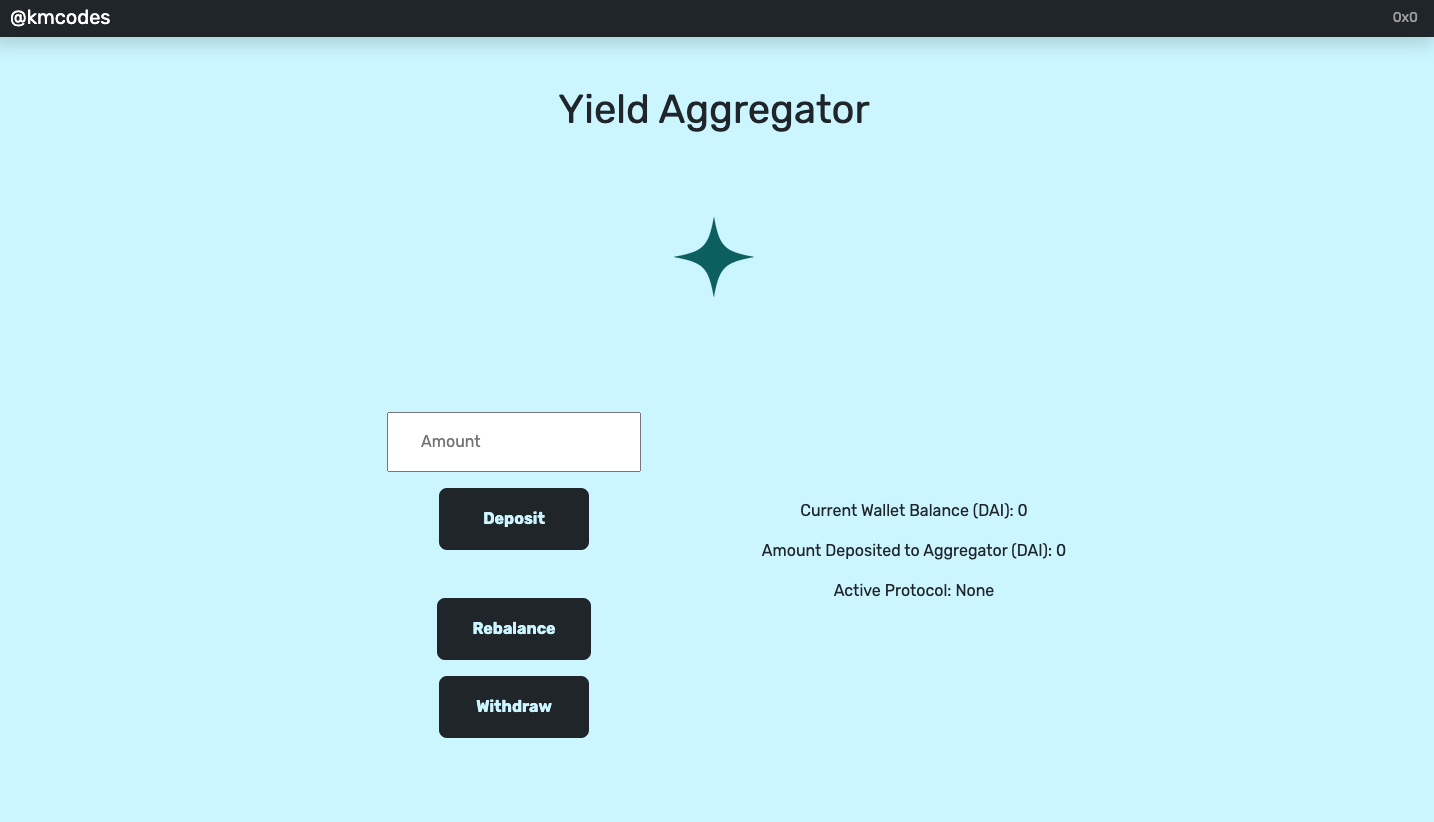 @kmcodes
0x0
Yield Aggregator
Amount
Deposit
Rebalance
Withdraw
Current Wallet Balance (DAI): 0
Amount Deposited to Aggregator (DAI): 0
Active Protocol: None